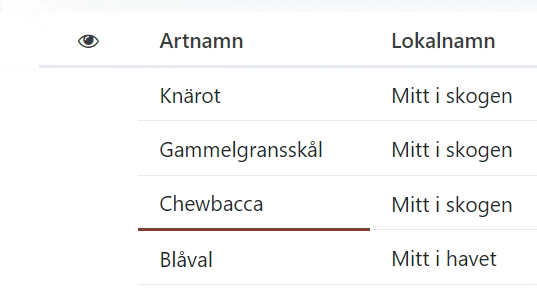 Artnamn Lokalnamn
Knärot Mitt i skogen
Gammelgransskål Mitt i skogen
Chewbacca Mitt i skogen
Blåval Mitt i havet